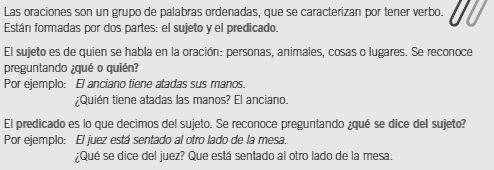 Las oraciones son un grupo de palabras ordenadas, que se caracterizan por tener verbo.
Están formadas por dos partes: el sujeto y el predicado.
El sujeto es de quien se habla en la oración: personas, animales, cosas o lugares. Se reconoce
preguntando ¿qué o quién?
Por ejemplo: El anciano tiene atadas sus manos.
¿Quién tiene atadas las manos? El anciano.
El predicado es lo que decimos del sujeto. Se reconoce preguntando ¿qué se dice del sujeto?
Por ejemplo: El juez está sentado al otro lado de la mesa.
¿Qué se dice del juez? Que está sentado al otro lado de la mesa.